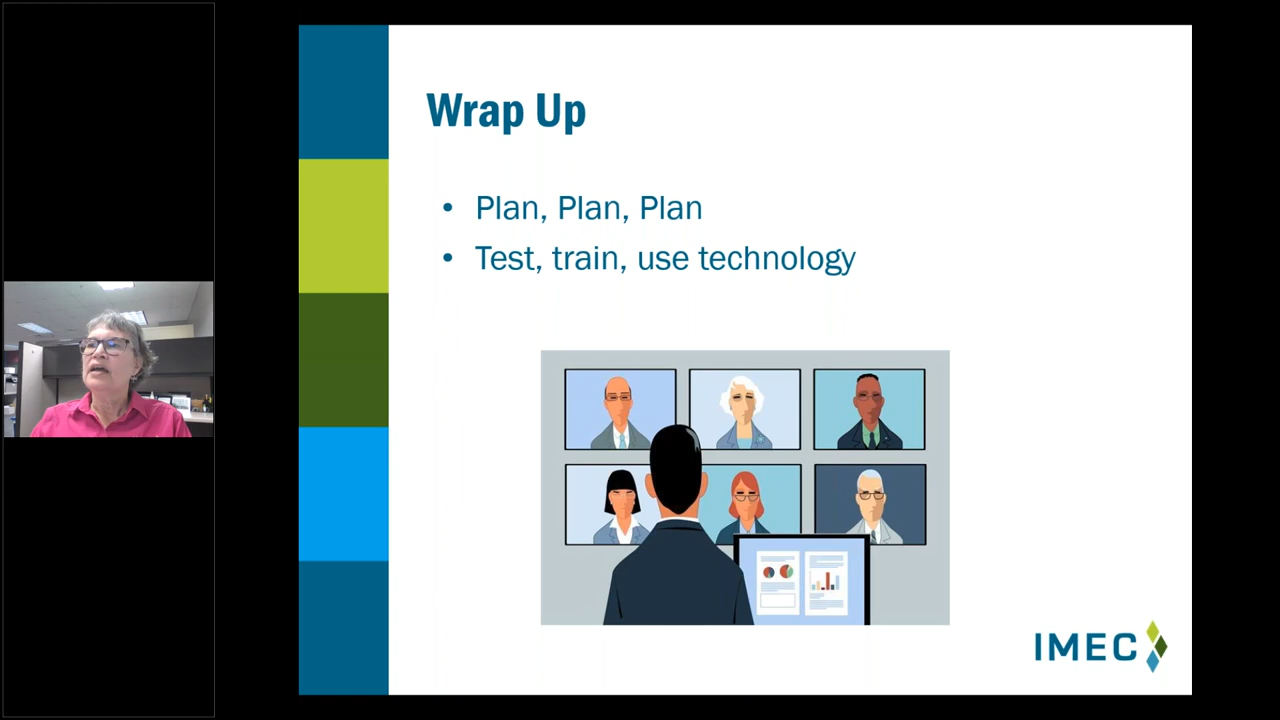 Wrap Up
• Plan, Plan, Plan
• Test, train, use technology
IMEC